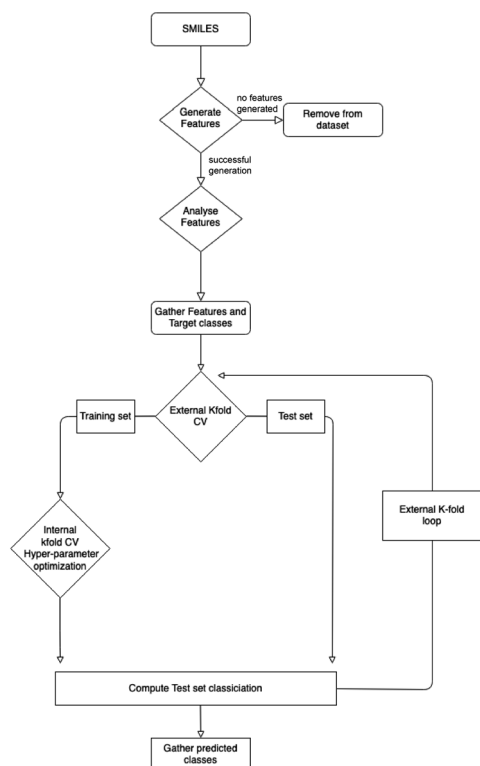 SMILES
Generate
Features
no features
generated
Remove from
dataset
successful
generation
Analyse
Features
Gather Features and
Target classes
Training set
External Kfold
CV
Test set
Internal
kfold CV
Hyper-parameter
optimization
External K-fold
loop
Compute Test set classiciation
Gather predicted
classes